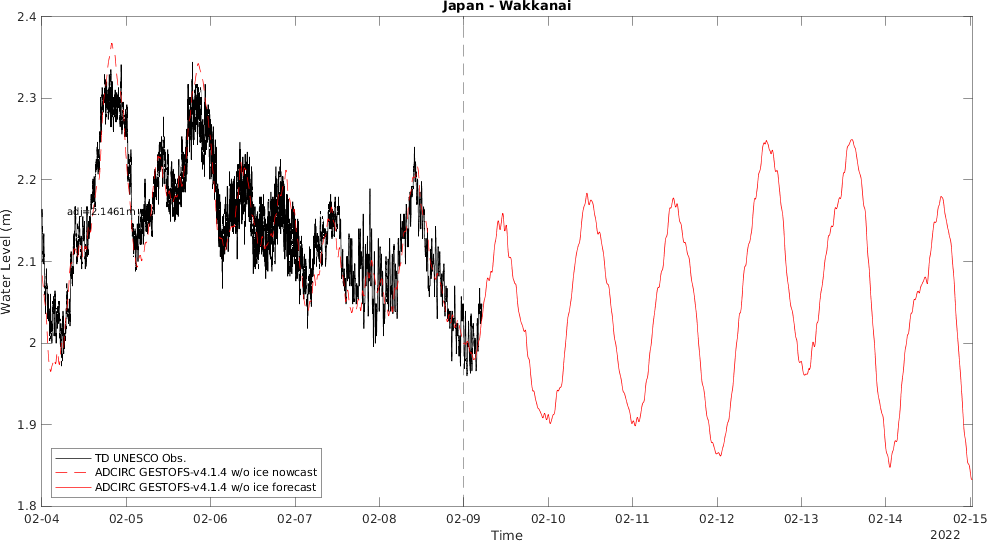 Japan - Wakkanai
2.4
2.3
2.2
2.1
2
1.9
1.8
Water Level (m)
adj=2.1461m
TD UNESCO Obs.
ADCIRC GESTOFS-v4.1.4 w/o ice nowcast
ADCIRC GESTOFS-v4.1.4 w/o ice forecast
02-04 02-05 02-06 02-07 02-08 02-09 02-10 02-11 02-12 02-13 02-14 02-15
Time
2022